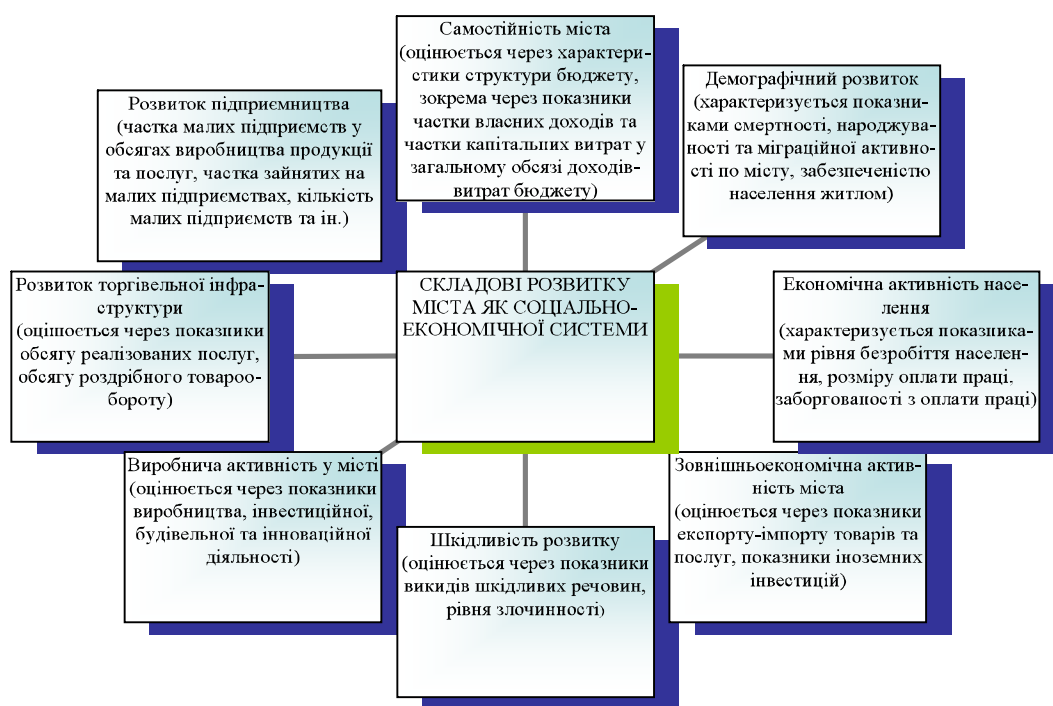 Самостійність міста
(оцінюється через характери-
стики структури бюджету,
зокрема через показники
частки власних доходів та
частки капітальних витрат у
загальному обсязі доходів-
витрат бюджету)
Демографічний розвиток
(характеризується показни-
ками смертності, народжува-
ності та міграційної активно-
сті по місту, забезпеченістю
населення житлом)
Розвиток підприємництва
(частка малих підприємств у
обсягах виробництва продукції
та послуг, частка зайнятих на
малих підприємствах, кількість
малих підприємств та ін.)
СКЛАДОВІ РОЗВИТКУ
МІСТА ЯК СОЦІАЛЬНО-
ЕКОНОМІЧНОЇ СИСТЕМИ
Розвиток торгівельної інфра-
структури
(оцінюється через показники
обсягу реалізованих послуг,
обсягу роздрібного товароо-
бороту)
Економічна активність насе-
лення
(характеризується показника-
ми рівня безробіття населен-
ня, розміру оплати праці,
заборгованості з оплати праці)
Виробнича активність у місті
(оцінюється через показники
виробництва, інвестиційної,
будівельної та інноваційної
діяльності)
Шкідливість розвитку
(оцінюється через показники
викидів шкідливих речовин,
рівня злочинності)
Зовнішньоекономічна актив-
ність міста
(оцінюється через показники
експорту-імпорту товарів та
послуг, показники іноземних
інвестицій)